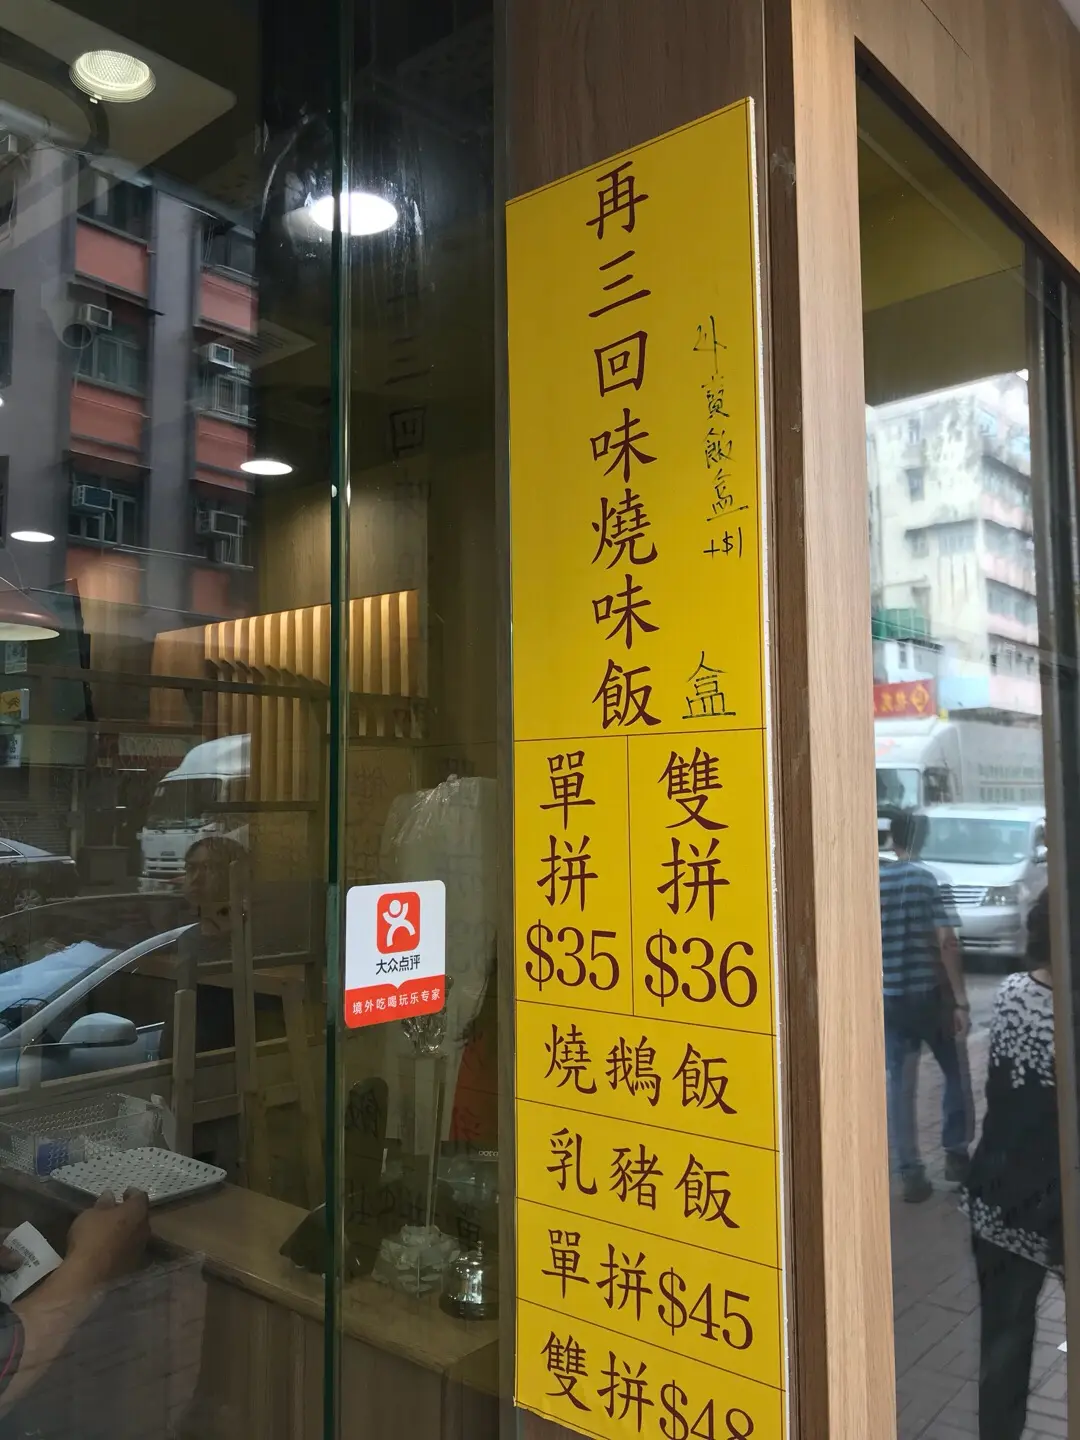 再三回味燒味飯
盒
外賣飯盒
+$1
單拼
$35
雙拼
$36
燒鵝飯
乳豬飯
單拼$45
雙拼$48
大众点评
境外吃喝玩乐专家